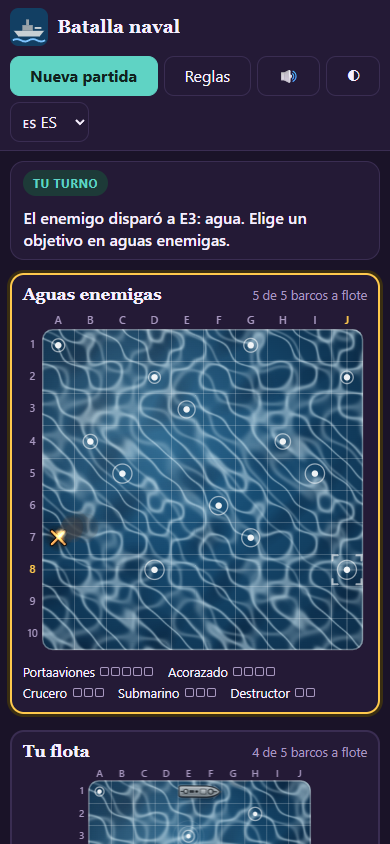 Batalla naval
Nueva partida
Reglas
ES ES
TU TURNO
El enemigo disparó a E3: agua. Elige un
objetivo en aguas enemigas.
Aguas enemigas
5 de 5 barcos a flote
A B C D E F G H I J
1
2
3
4
5
6
7
8
9
10
Portaaviones
Acorazado
Crucero
Submarino
Destructor
Tu flota
4 de 5 barcos a flote
A B C D E F G H I J
1
2
3